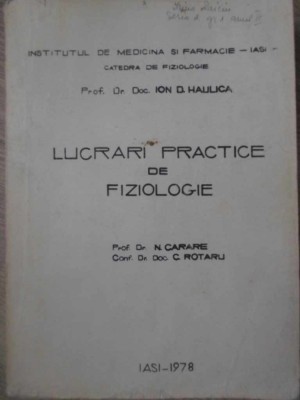 INSTITUTUL DE MEDICINA SI FARMACIE - IASI -
CATEDRA DE FIZIOLOGIE
Prof. Dr. Doc. ION D. HAULICA
LUCRARI PRACTICE
DE
FIZIOLOGIE
Prof. Dr. N. CARARE
Conf. Dr. Doc. C. ROTARU
IASI-1978